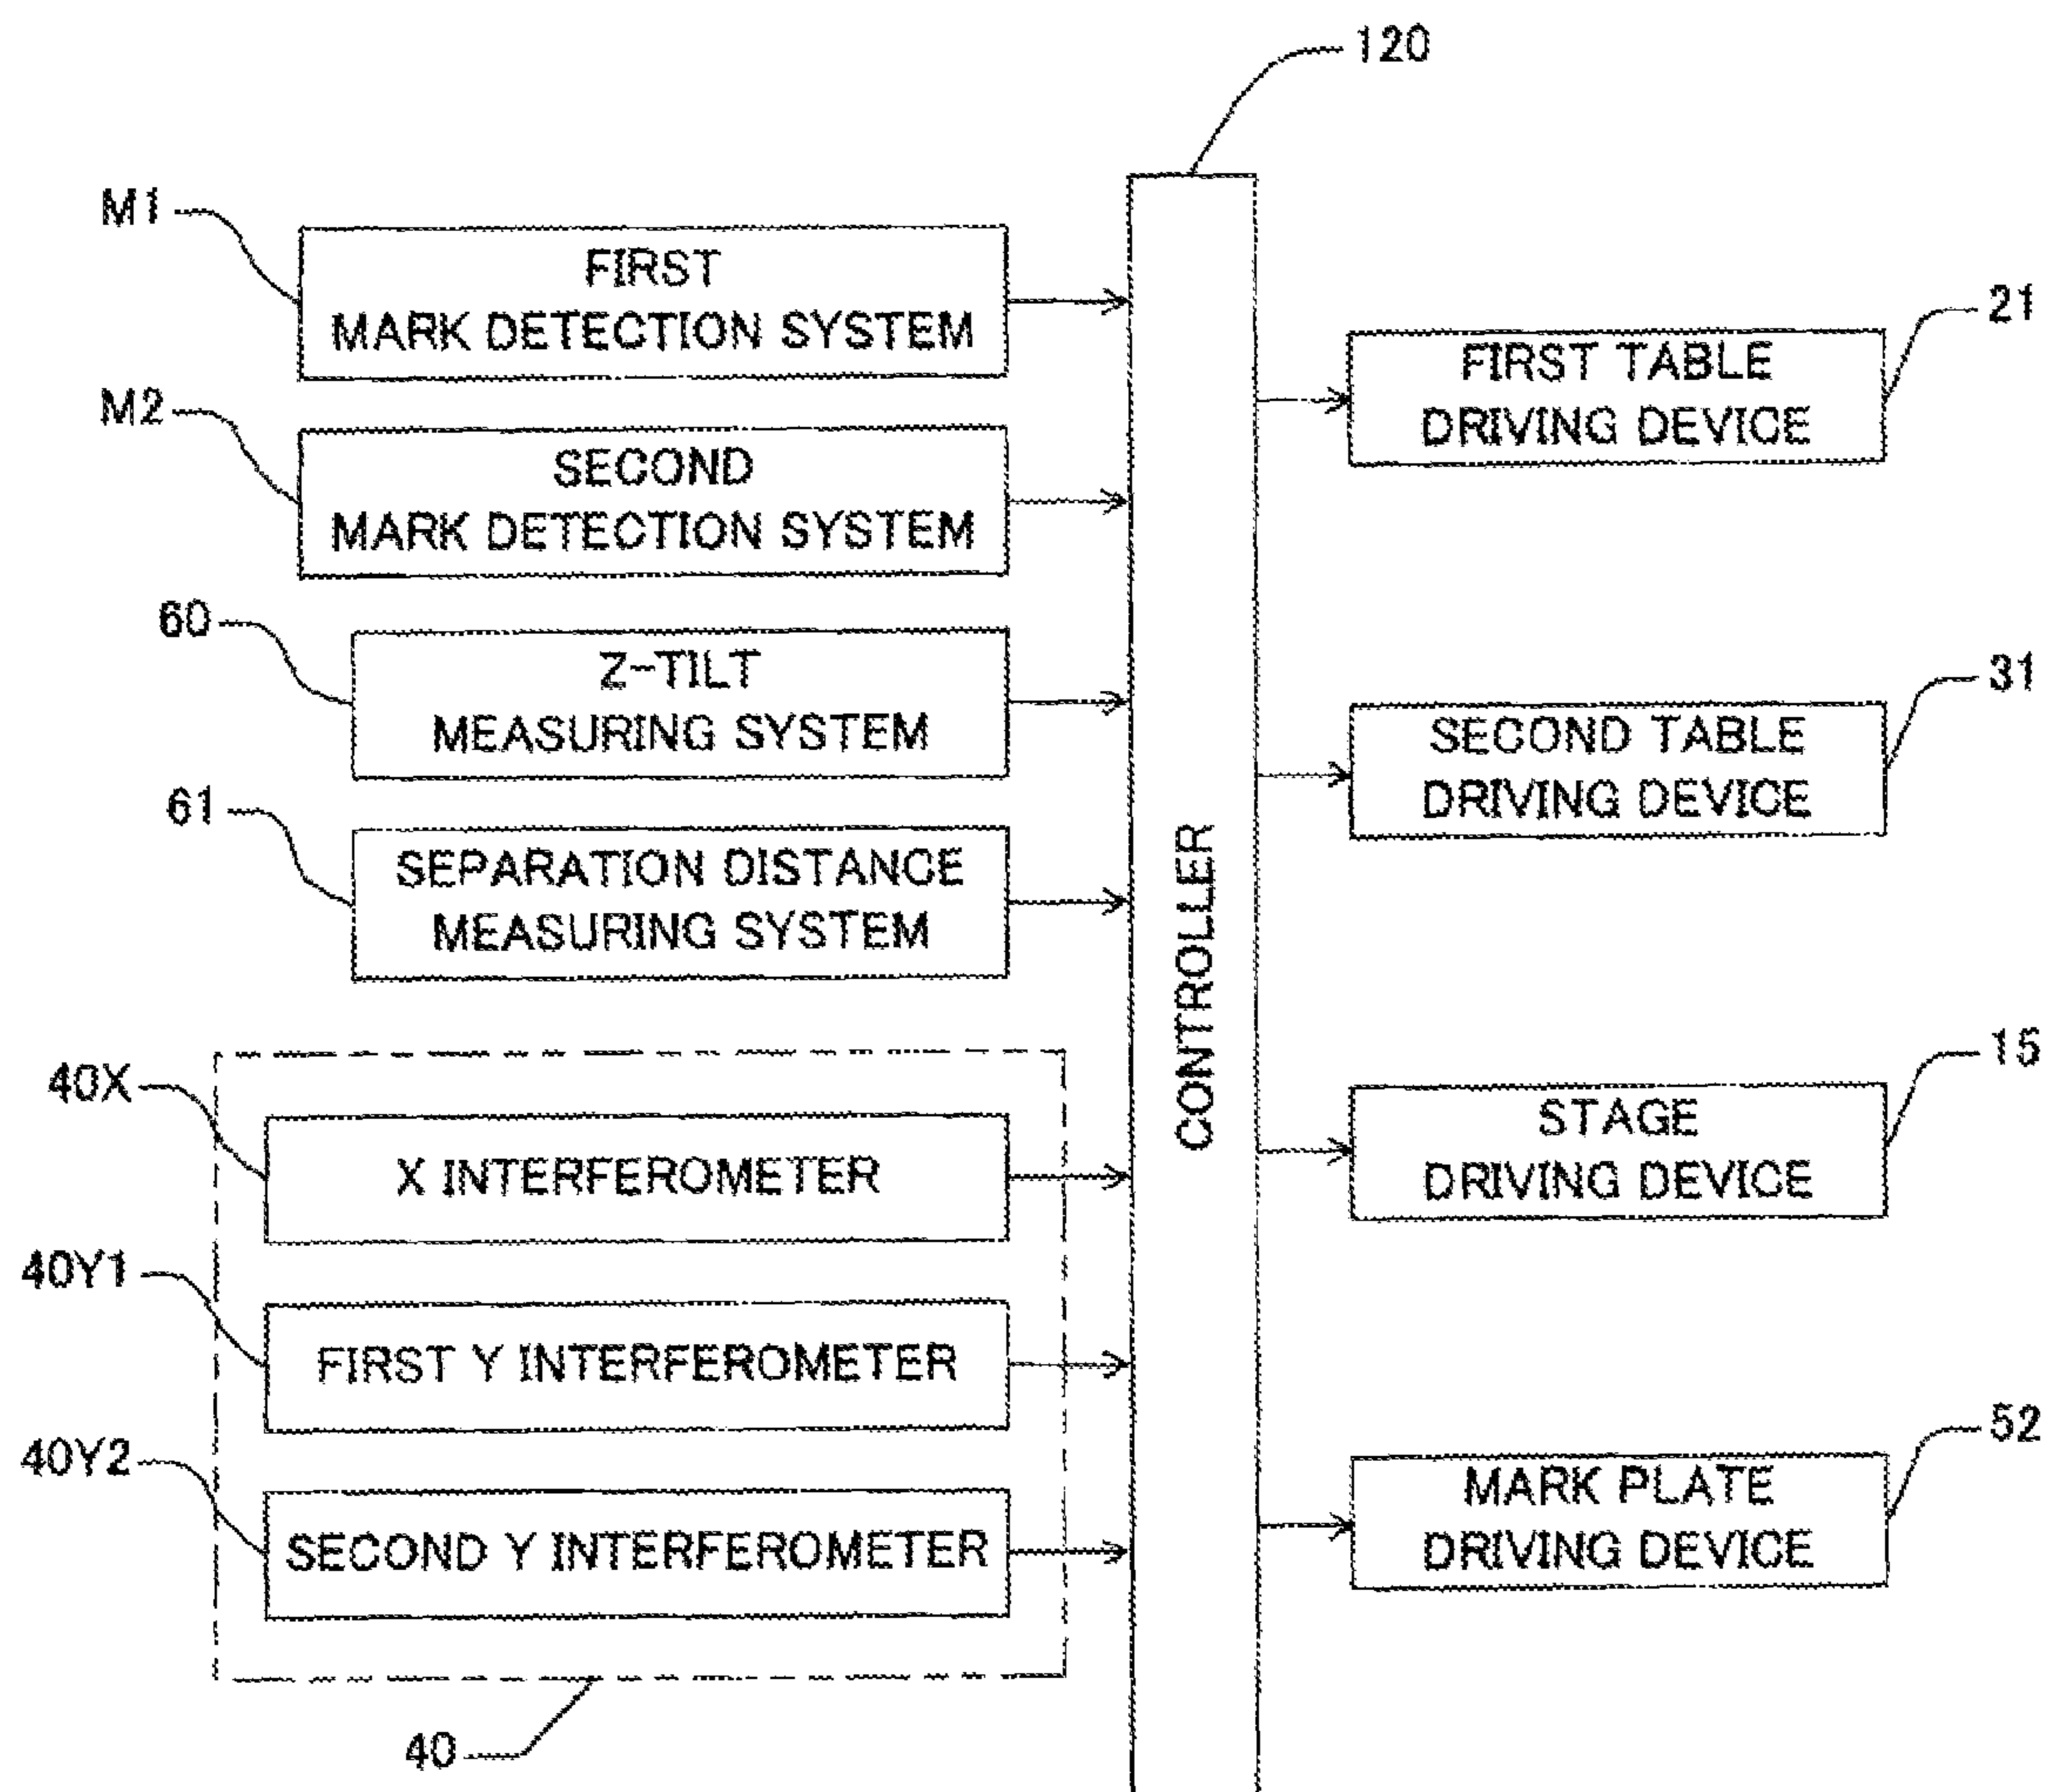 120
M1
FIRST
MARK DETECTION SYSTEM
M2
SECOND
MARK DETECTION SYSTEM
60
Z-TILT
MEASURING SYSTEM
61
SEPARATION DISTANCE
MEASURING SYSTEM
40X
X INTERFEROMETER
40Y1
FIRST Y INTERFEROMETER
40Y2
SECOND Y INTERFEROMETER
40
CONTROLLER
21
FIRST TABLE
DRIVING DEVICE
31
SECOND TABLE
DRIVING DEVICE
15
STAGE
DRIVING DEVICE
52
MARK PLATE
DRIVING DEVICE